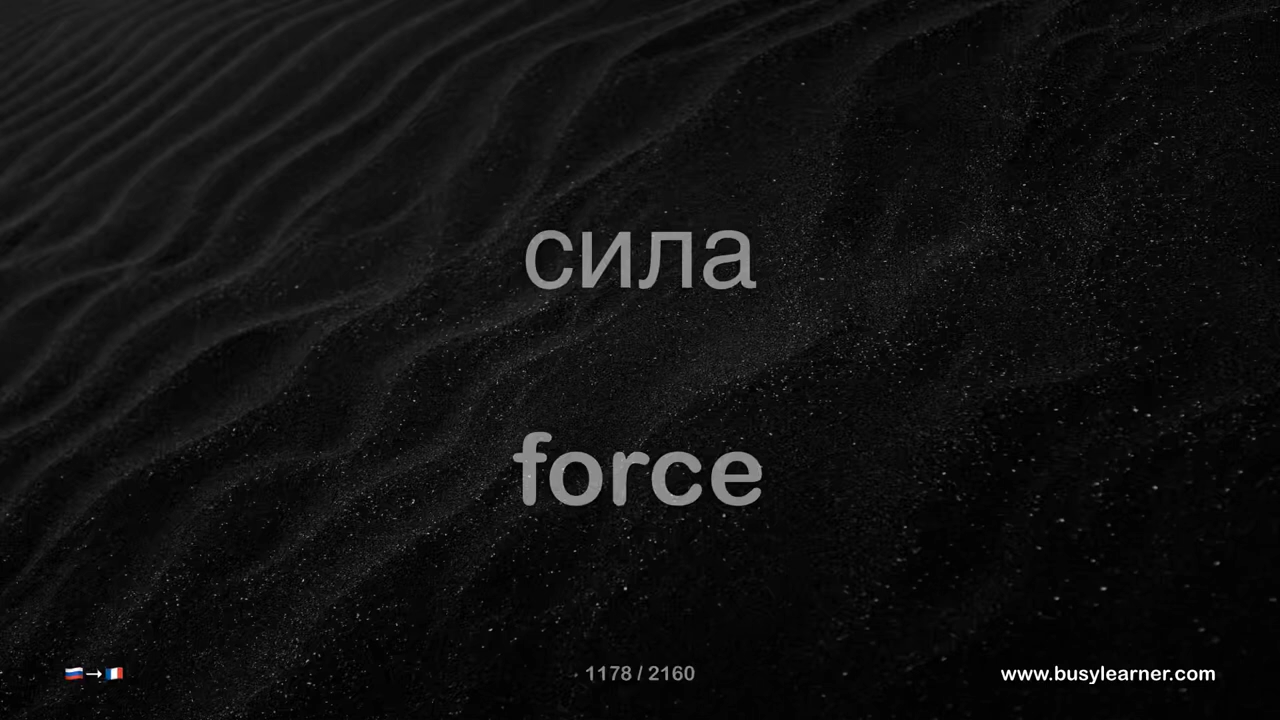 сила
force
🇷🇺→🇫🇷
1178 / 2160
www.busylearner.com